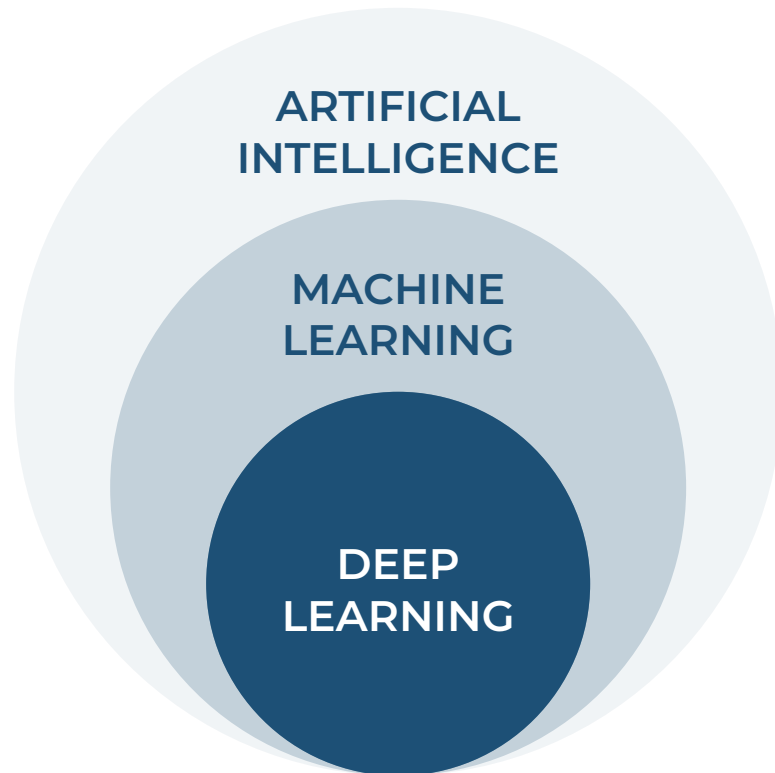 ARTIFICIAL
INTELLIGENCE
MACHINE
LEARNING
DEEP
LEARNING